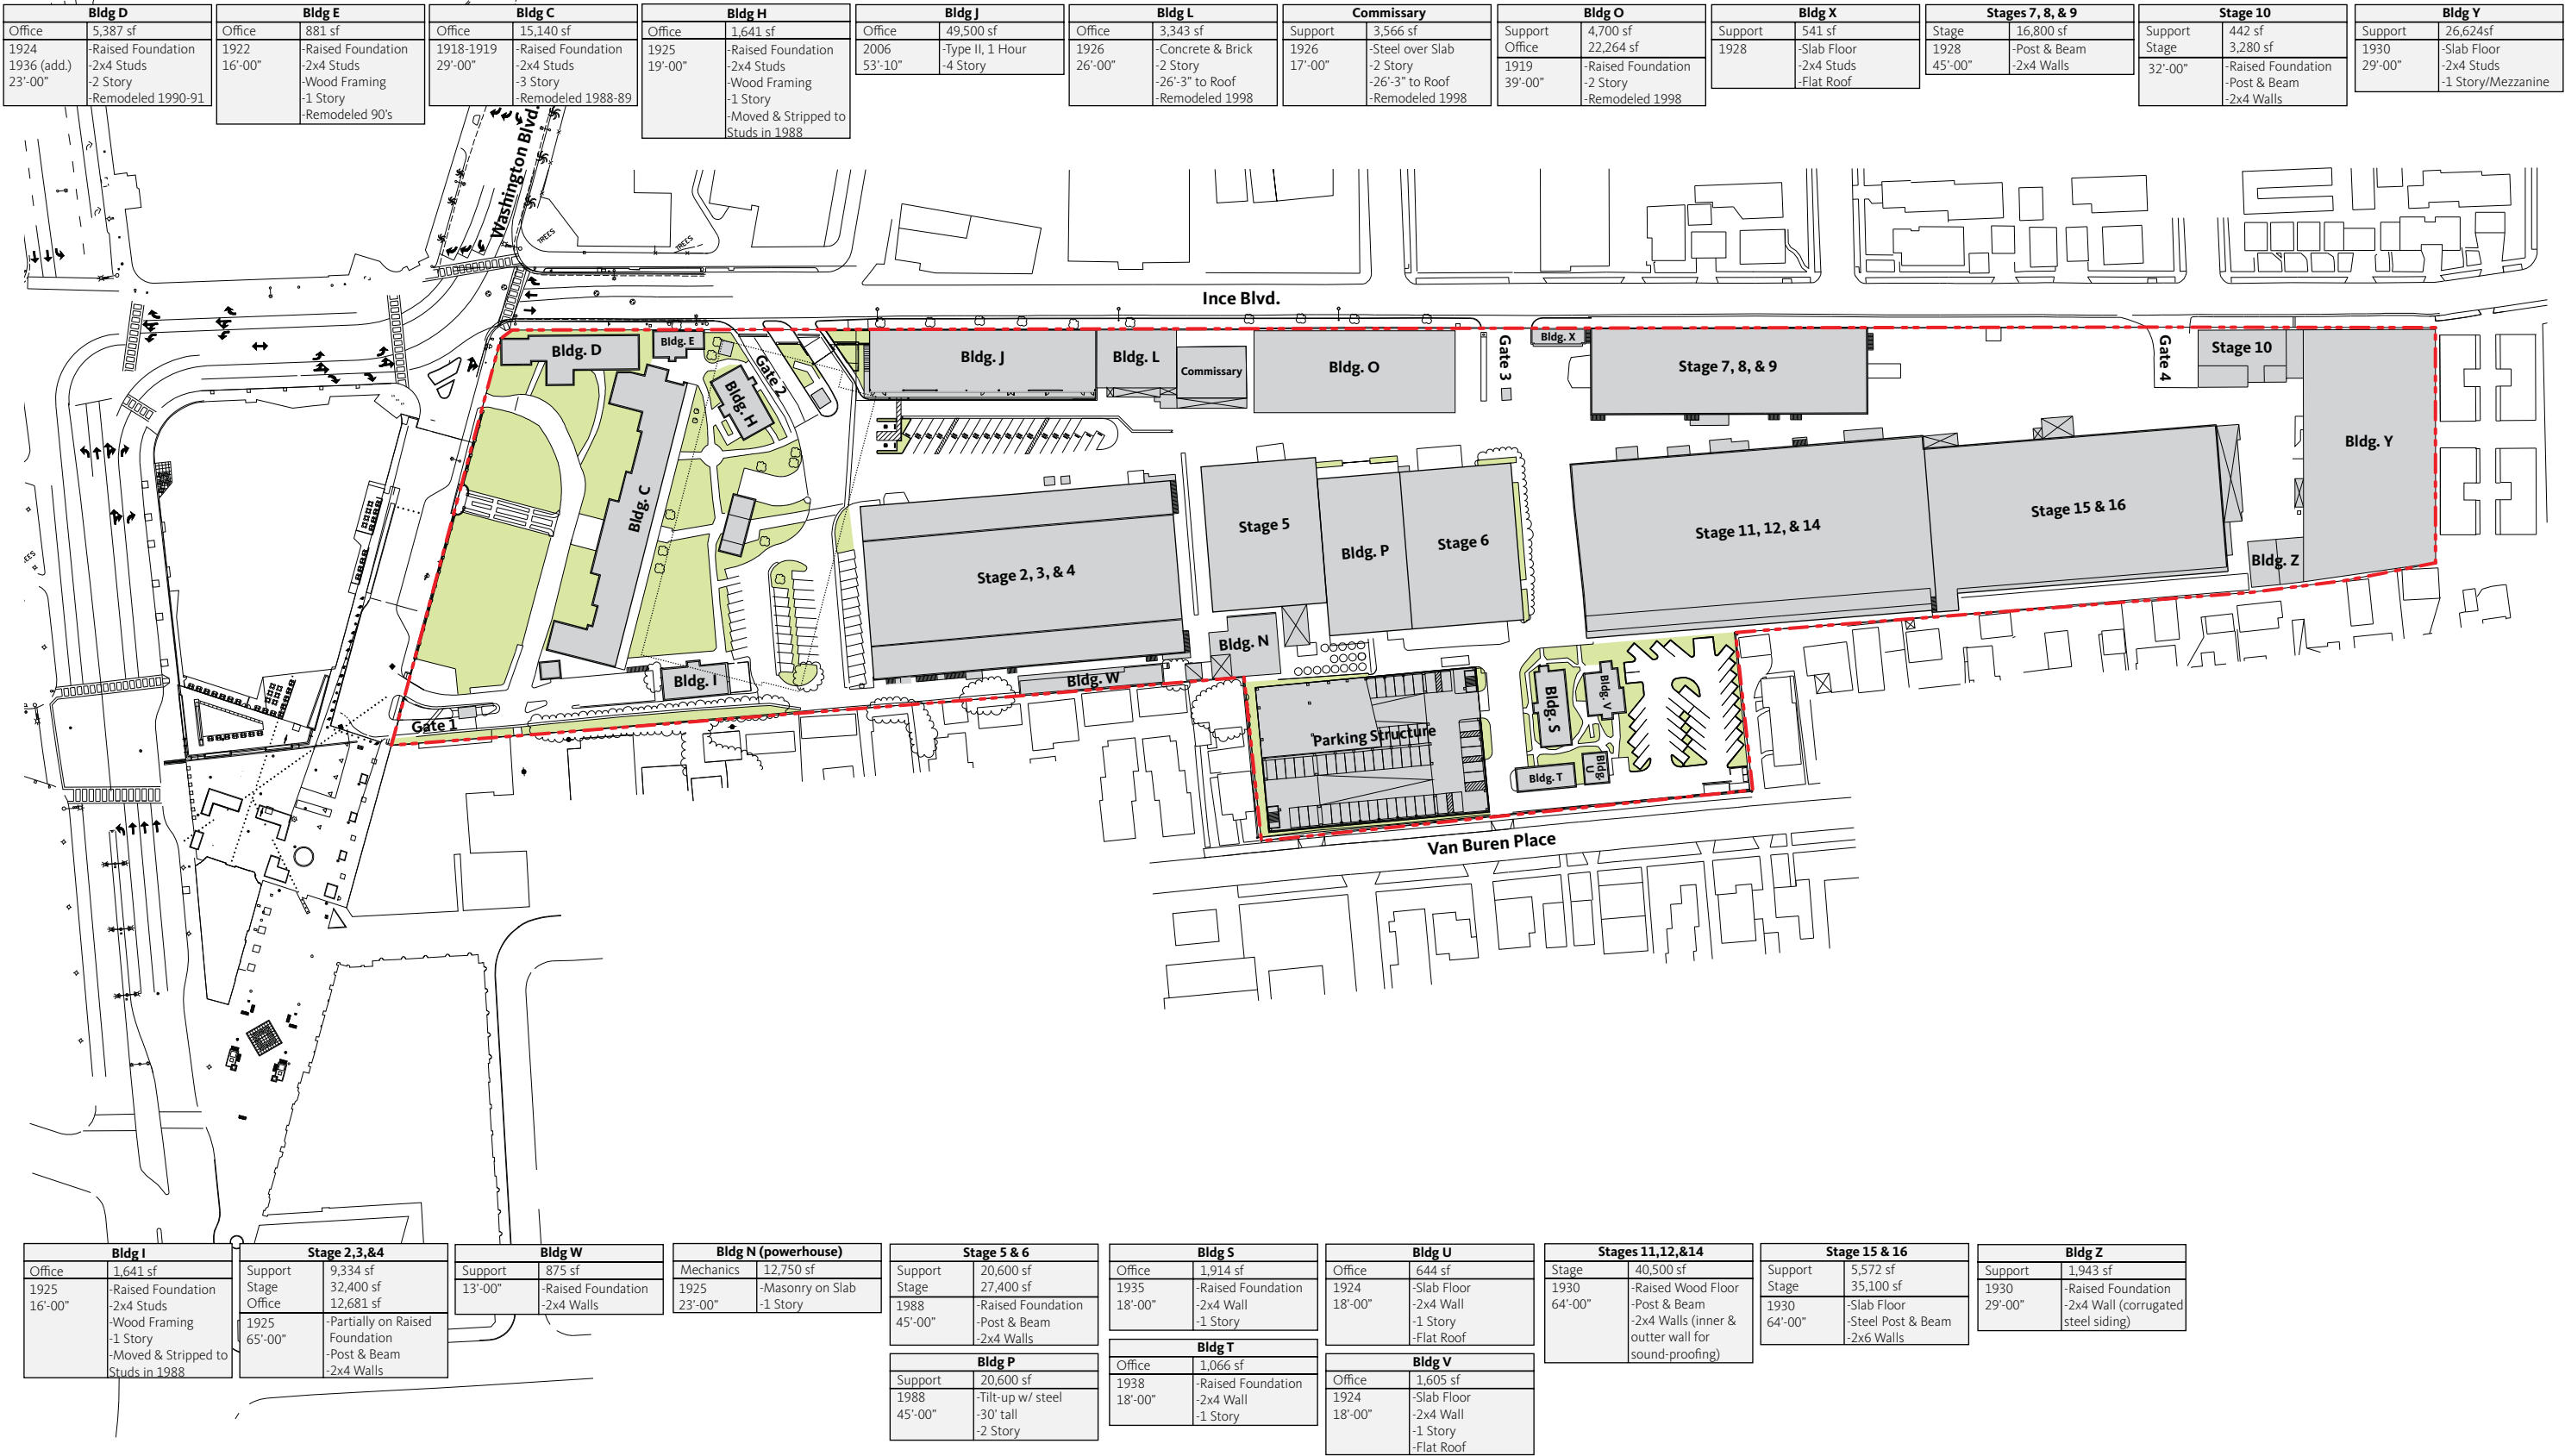 Bldg D
Office 5,387 sf
1924 -Raised Foundation
1936 (add.) -2x4 Studs
23'-00" -2 Story
-Remodeled 1990-91
Bldg E
Office 881 sf
1922 -Raised Foundation
16'-00" -2x4 Studs
-Wood Framing
-1 Story
-Remodeled 90's
Bldg C
Office 15,140 sf
1918-1919 -Raised Foundation
29'-00" -2x4 Studs
-3 Story
-Remodeled 1988-89
Bldg H
Office 1,641 sf
1925 -Raised Foundation
19'-00" -2x4 Studs
-Wood Framing
-1 Story
-Moved & Stripped to
Studs in 1988
Bldg J
Office 49,500 sf
2006 -Type II, 1 Hour
53'-10" -4 Story
Bldg L
Office 3,343 sf
1926 -Concrete & Brick
26'-00" -2 Story
-26'-3" to Roof
-Remodeled 1998
Commissary
Support 3,566 sf
1926 -Steel over Slab
17'-00" -2 Story
-26'-3" to Roof
-Remodeled 1998
Bldg O
Support 4,700 sf
Office 22,264 sf
1919 -Raised Foundation
39'-00" -2 Story
-Remodeled 1998
Bldg X
Support 541 sf
1928 -Slab Floor
-2x4 Studs
-Flat Roof
Stages 7, 8, & 9
Stage 16,800 sf
1928 -Post & Beam
45'-00" -2x4 Walls
Stage 10
Support 442 sf
Stage 3,280 sf
32'-00" -Raised Foundation
-Post & Beam
-2x4 Walls
Bldg Y
Support 26,624sf
1930 -Slab Floor
29'-00" -2x4 Studs
-1 Story/Mezzanine
Washington Blvd.
TREES
TREES
Ince Blvd.
Bldg. D
Bldg. E
Gate 2
Bldg. H
Bldg. C
Bldg. J
Bldg. L
Commissary
Bldg. O
Gate 3
Bldg. X
Stage 7, 8, & 9
Gate 4
Stage 10
Bldg. Y
Stage 2, 3, & 4
Stage 5
Bldg. P
Stage 6
Stage 11, 12, & 14
Stage 15 & 16
Bldg. Z
Bldg. N
Bldg. I
Bldg. W
Gate 1
Parking Structure
Bldg. S
Bldg. V
Bldg. T
Bldg. U
Van Buren Place
Bldg I
Office 1,641 sf
1925 -Raised Foundation
16'-00" -2x4 Studs
-Wood Framing
-1 Story
-Moved & Stripped to
Studs in 1988
Stage 2,3,&4
Support 9,334 sf
Stage 32,400 sf
Office 12,681 sf
1925 -Partially on Raised
65'-00" Foundation
-Post & Beam
-2x4 Walls
Bldg W
Support 875 sf
13'-00" -Raised Foundation
-2x4 Walls
Bldg N (powerhouse)
Mechanics 12,750 sf
1925 -Masonry on Slab
23'-00" -1 Story
Stage 5 & 6
Support 20,600 sf
Stage 27,400 sf
1988 -Raised Foundation
45'-00" -Post & Beam
-2x4 Walls
Bldg P
Support 20,600 sf
1988 -Tilt-up w/ steel
45'-00" -30' tall
-2 Story
Bldg S
Office 1,914 sf
1935 -Raised Foundation
18'-00" -2x4 Wall
-1 Story
Bldg T
Office 1,066 sf
1938 -Raised Foundation
18'-00" -2x4 Wall
-1 Story
Bldg U
Office 644 sf
1924 -Slab Floor
18'-00" -2x4 Wall
-1 Story
-Flat Roof
Bldg V
Office 1,605 sf
1924 -Slab Floor
18'-00" -2x4 Wall
-1 Story
-Flat Roof
Stages 11,12,&14
Stage 40,500 sf
1930 -Raised Wood Floor
64'-00" -Post & Beam
-2x4 Walls (inner &
outter wall for
sound-proofing)
Stage 15 & 16
Support 5,572 sf
Stage 35,100 sf
1930 -Slab Floor
64'-00" -Steel Post & Beam
-2x6 Walls
Bldg Z
Support 1,943 sf
1930 -Raised Foundation
29'-00" -2x4 Wall (corrugated
steel siding)